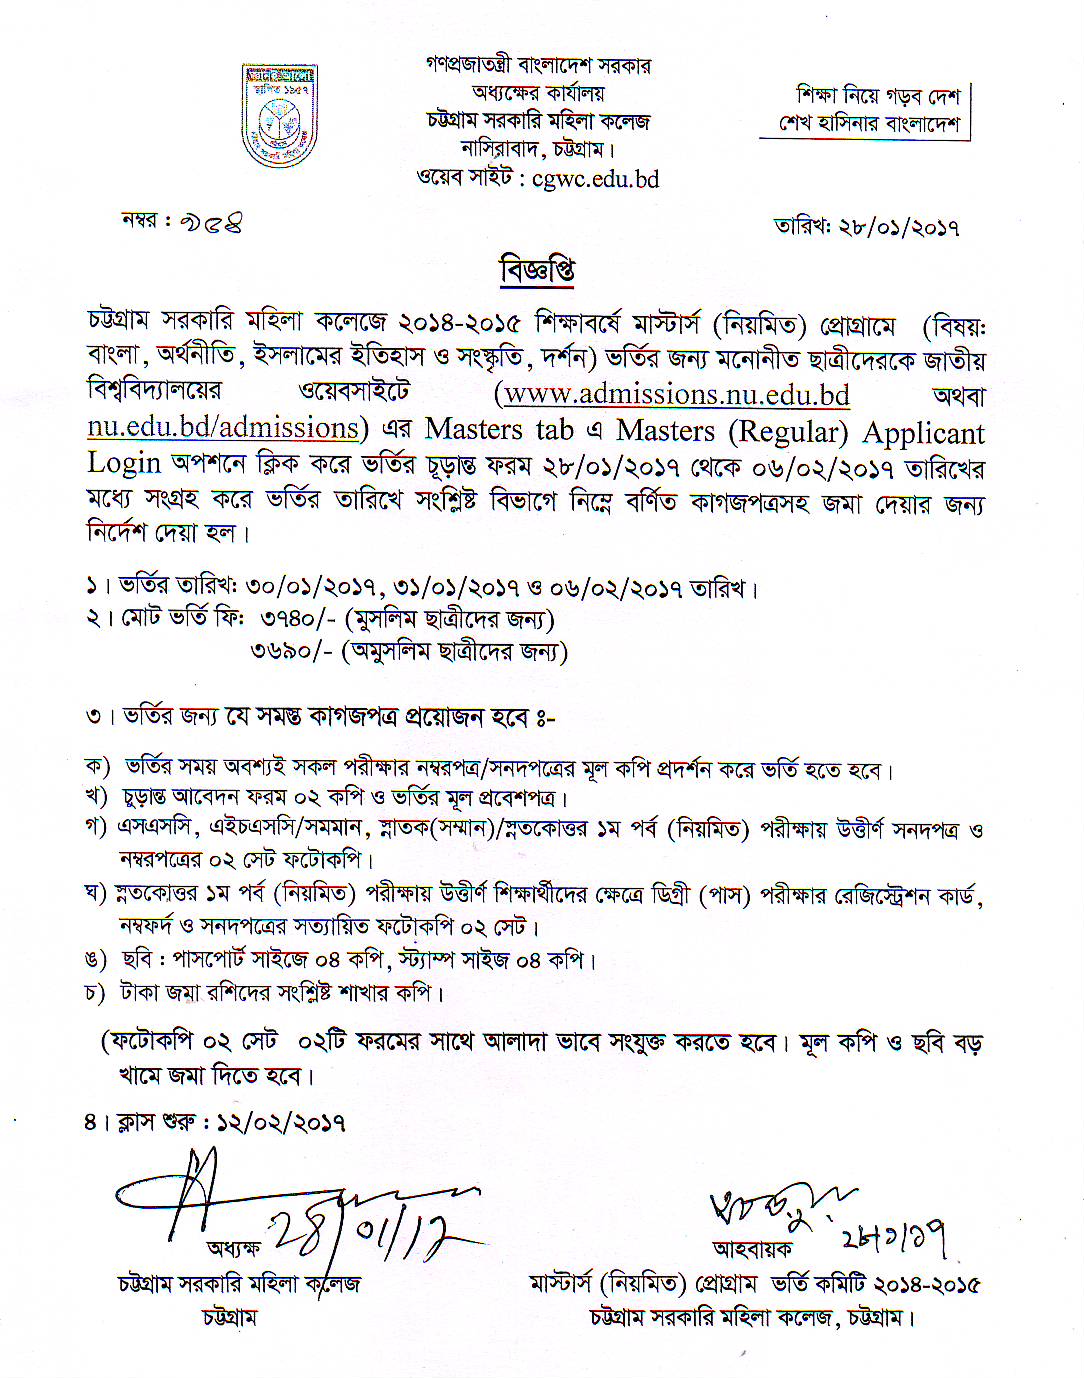 গণপ্রজাতন্ত্রী বাংলাদেশ সরকার
অধ্যক্ষের কার্যালয়
চট্টগ্রাম সরকারি মহিলা কলেজ
নাসিরাবাদ, চট্টগ্রাম।
ওয়েব সাইট : cgwc.edu.bd
শিক্ষা নিয়ে গড়ব দেশ
শেখ হাসিনার বাংলাদেশ
স্থাপিত ১৯৫৭
নম্বর : ১৫৪
তারিখঃ ২৮/০১/২০১৭
বিজ্ঞপ্তি
চট্টগ্রাম সরকারি মহিলা কলেজে ২০১৪-২০১৫ শিক্ষাবর্ষে মাস্টার্স (নিয়মিত) প্রোগ্রামে (বিষয়ঃ
বাংলা, অর্থনীতি, ইসলামের ইতিহাস ও সংস্কৃতি, দর্শন) ভর্তির জন্য মনোনীত ছাত্রীদেরকে জাতীয়
বিশ্ববিদ্যালয়ের ওয়েবসাইটে (www.admissions.nu.edu.bd অথবা
nu.edu.bd/admissions) এর Masters tab এ Masters (Regular) Applicant
Login অপশনে ক্লিক করে ভর্তির চূড়ান্ত ফরম ২৮/০১/২০১৭ থেকে ০৬/০২/২০১৭ তারিখের
মধ্যে সংগ্রহ করে ভর্তির তারিখে সংশ্লিষ্ট বিভাগে নিম্নে বর্ণিত কাগজপত্রসহ জমা দেয়ার জন্য
নির্দেশ দেয়া হল।
১। ভর্তির তারিখঃ ৩০/০১/২০১৭, ৩১/০১/২০১৭ ও ০৬/০২/২০১৭ তারিখ।
২। মোট ভর্তি ফিঃ ৩৭৪০/- (মুসলিম ছাত্রীদের জন্য)
৩৬৯০/- (অমুসলিম ছাত্রীদের জন্য)
৩। ভর্তির জন্য যে সমস্ত কাগজপত্র প্রয়োজন হবে ঃ-
ক) ভর্তির সময় অবশ্যই সকল পরীক্ষার নম্বরপত্র/সনদপত্রের মূল কপি প্রদর্শন করে ভর্তি হতে হবে।
খ) চূড়ান্ত আবেদন ফরম ০২ কপি ও ভর্তির মূল প্রবেশপত্র।
গ) এসএসসি, এইচএসসি/সমমান, স্নাতক(সম্মান)/স্নতকোত্তর ১ম পর্ব (নিয়মিত) পরীক্ষায় উত্তীর্ণ সনদপত্র ও
নম্বরপত্রের ০২ সেট ফটোকপি।
ঘ) স্নতকোত্তর ১ম পর্ব (নিয়মিত) পরীক্ষায় উত্তীর্ণ শিক্ষার্থীদের ক্ষেত্রে ডিগ্রী (পাস) পরীক্ষার রেজিস্ট্রেশন কার্ড,
নম্বফর্দ ও সনদপত্রের সত্যায়িত ফটোকপি ০২ সেট।
ঙ) ছবি : পাসপোর্ট সাইজে ০৪ কপি, স্ট্যাম্প সাইজ ০৪ কপি।
চ) টাকা জমা রশিদের সংশ্লিষ্ট শাখার কপি।
(ফটোকপি ০২ সেট ০২টি ফরমের সাথে আলাদা ভাবে সংযুক্ত করতে হবে। মূল কপি ও ছবি বড়
খামে জমা দিতে হবে।
৪। ক্লাস শুরু : ১২/০২/২০১৭
28/01/17
অধ্যক্ষ
চট্টগ্রাম সরকারি মহিলা কলেজ
চট্টগ্রাম
২৮/১/১৭
আহবায়ক
মাস্টার্স (নিয়মিত) প্রোগ্রাম ভর্তি কমিটি ২০১৪-২০১৫
চট্টগ্রাম সরকারি মহিলা কলেজ, চট্টগ্রাম।